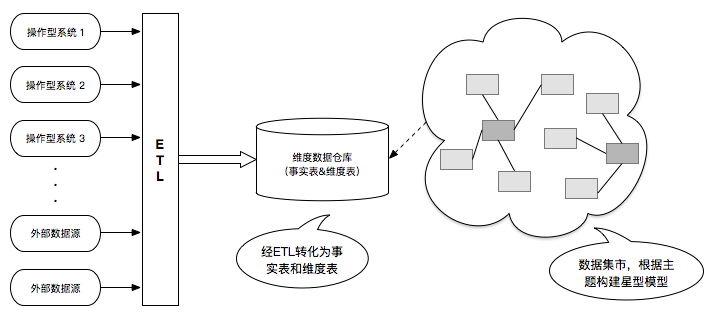 操作型系统 1
操作型系统 2
操作型系统 3
外部数据源
外部数据源
E
T
L
维度数据仓库
(事实表&维度表)
经ETL转化为事
实表和维度表
数据集市，根据主
题构建星型模型